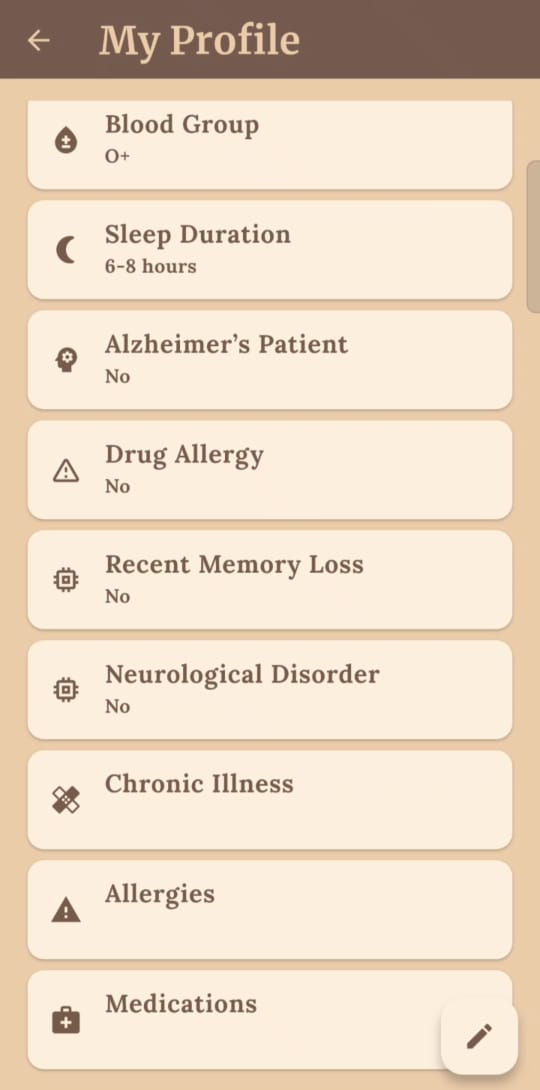 My Profile
Blood Group
O+
Sleep Duration
6-8 hours
Alzheimer’s Patient
No
Drug Allergy
No
Recent Memory Loss
No
Neurological Disorder
No
Chronic Illness
Allergies
Medications